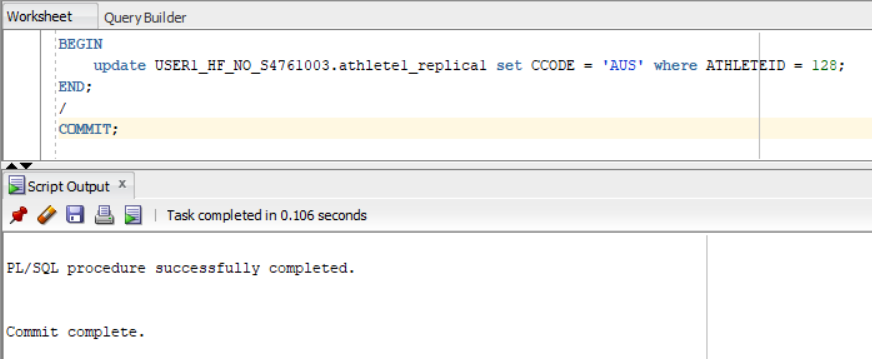 Worksheet Query Builder
BEGIN
update USER1_HF_NO_S4761003.athlete1_replica1 set CCODE = 'AUS' where ATHLETEID = 128;
END;
/
COMMIT;
Script Output x
Task completed in 0.106 seconds
PL/SQL procedure successfully completed.
Commit complete.